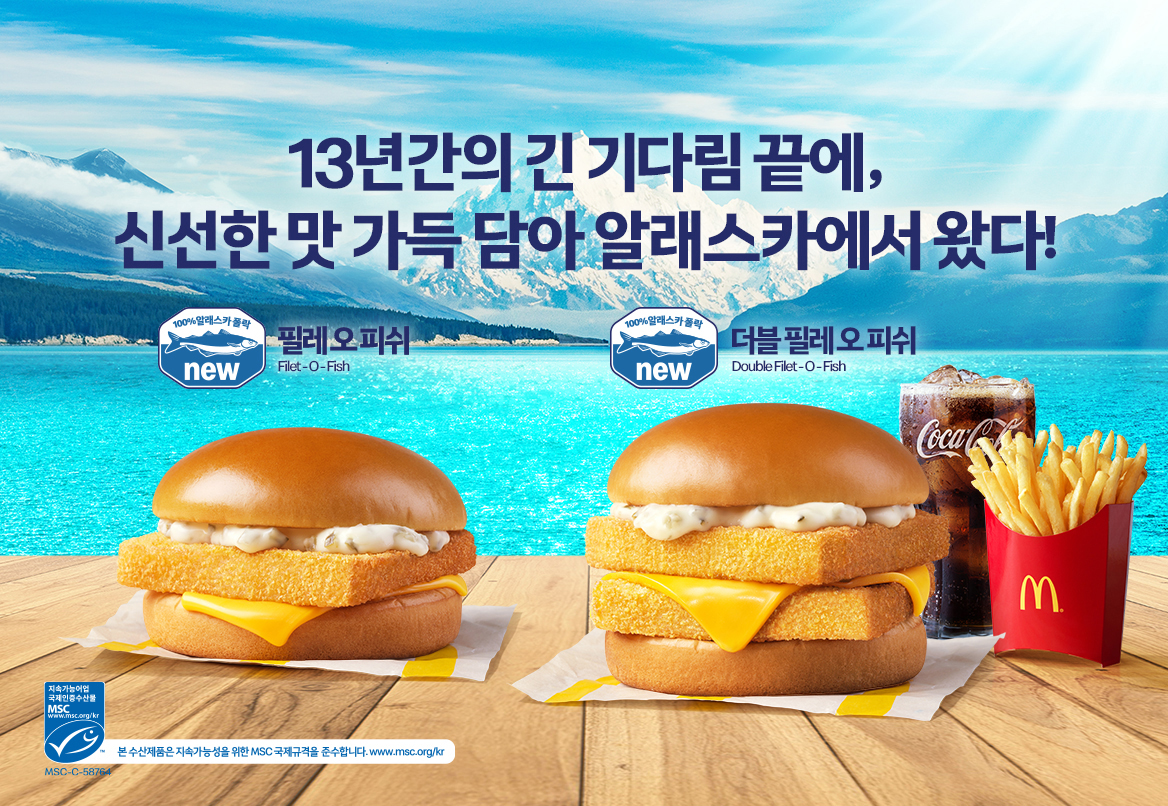 13년간의 긴 기다림 끝에,
신선한 맛 가득 담아 알래스카에서 왔다!
100% 알래스카 폴락
new
필레 오 피쉬
Filet-O-Fish
100% 알래스카 폴락
new
더블 필레 오 피쉬
Double Filet-O-Fish
Coca-Cola
지속가능어업
국제인증수산물
MSC
www.msc.org/kr
TM
본 수산제품은 지속가능성을 위한 MSC 국제규격을 준수합니다. www.msc.org/kr
MSC-C-58764